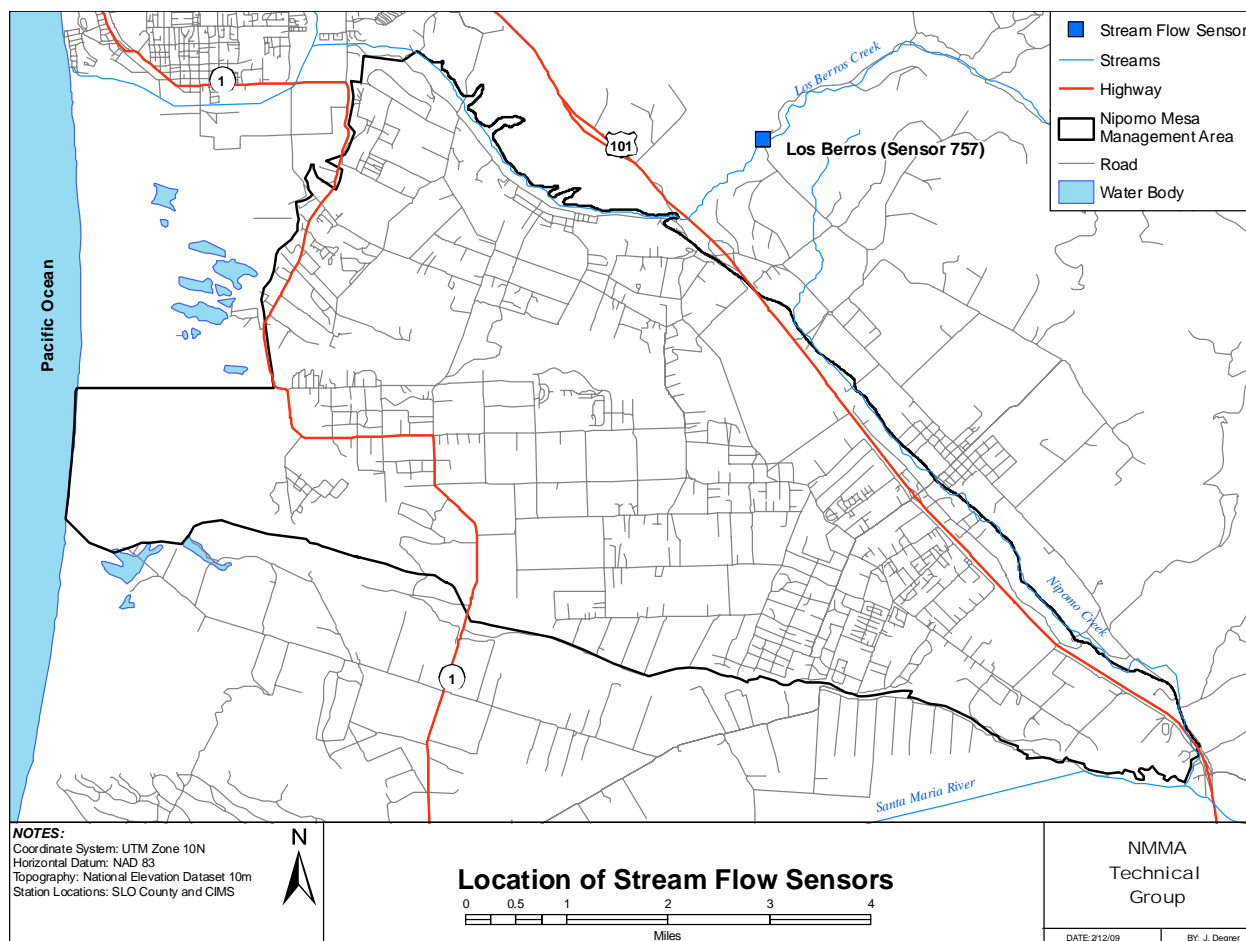 Stream Flow Sensor
Streams
Highway
Nipomo Mesa
Management Area
Road
Water Body
1
101
Los Berros Creek
Los Berros (Sensor 757)
Pacific Ocean
Nipomo Creek
1
Santa Maria River
NOTES:
Coordinate System: UTM Zone 10N
Horizontal Datum: NAD 83
Topography: National Elevation Dataset 10m
Station Locations: SLO County and CIMS
N
Location of Stream Flow Sensors
0 0.5 1 2 3 4
Miles
NMMA
Technical
Group
DATE: 2/12/09 BY: J. Degner